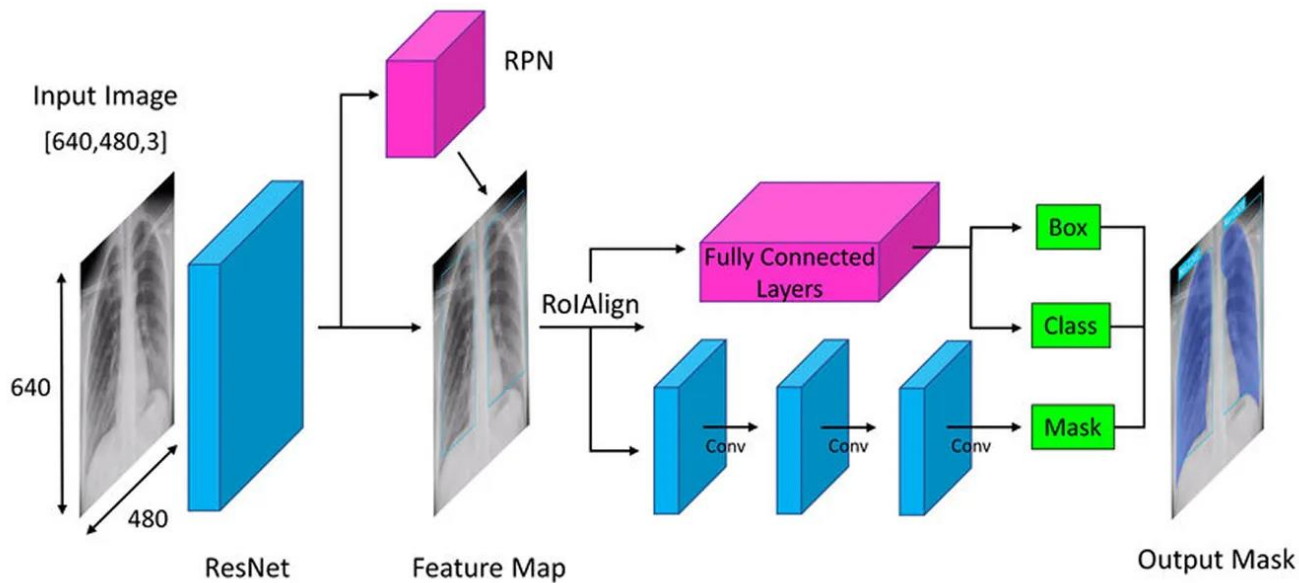 RPN
Input Image
[640,480,3]
Fully Connected
Layers
Box
RoIAlign
Class
640
Mask
Conv
Conv
Conv
480
ResNet
Feature Map
Output Mask